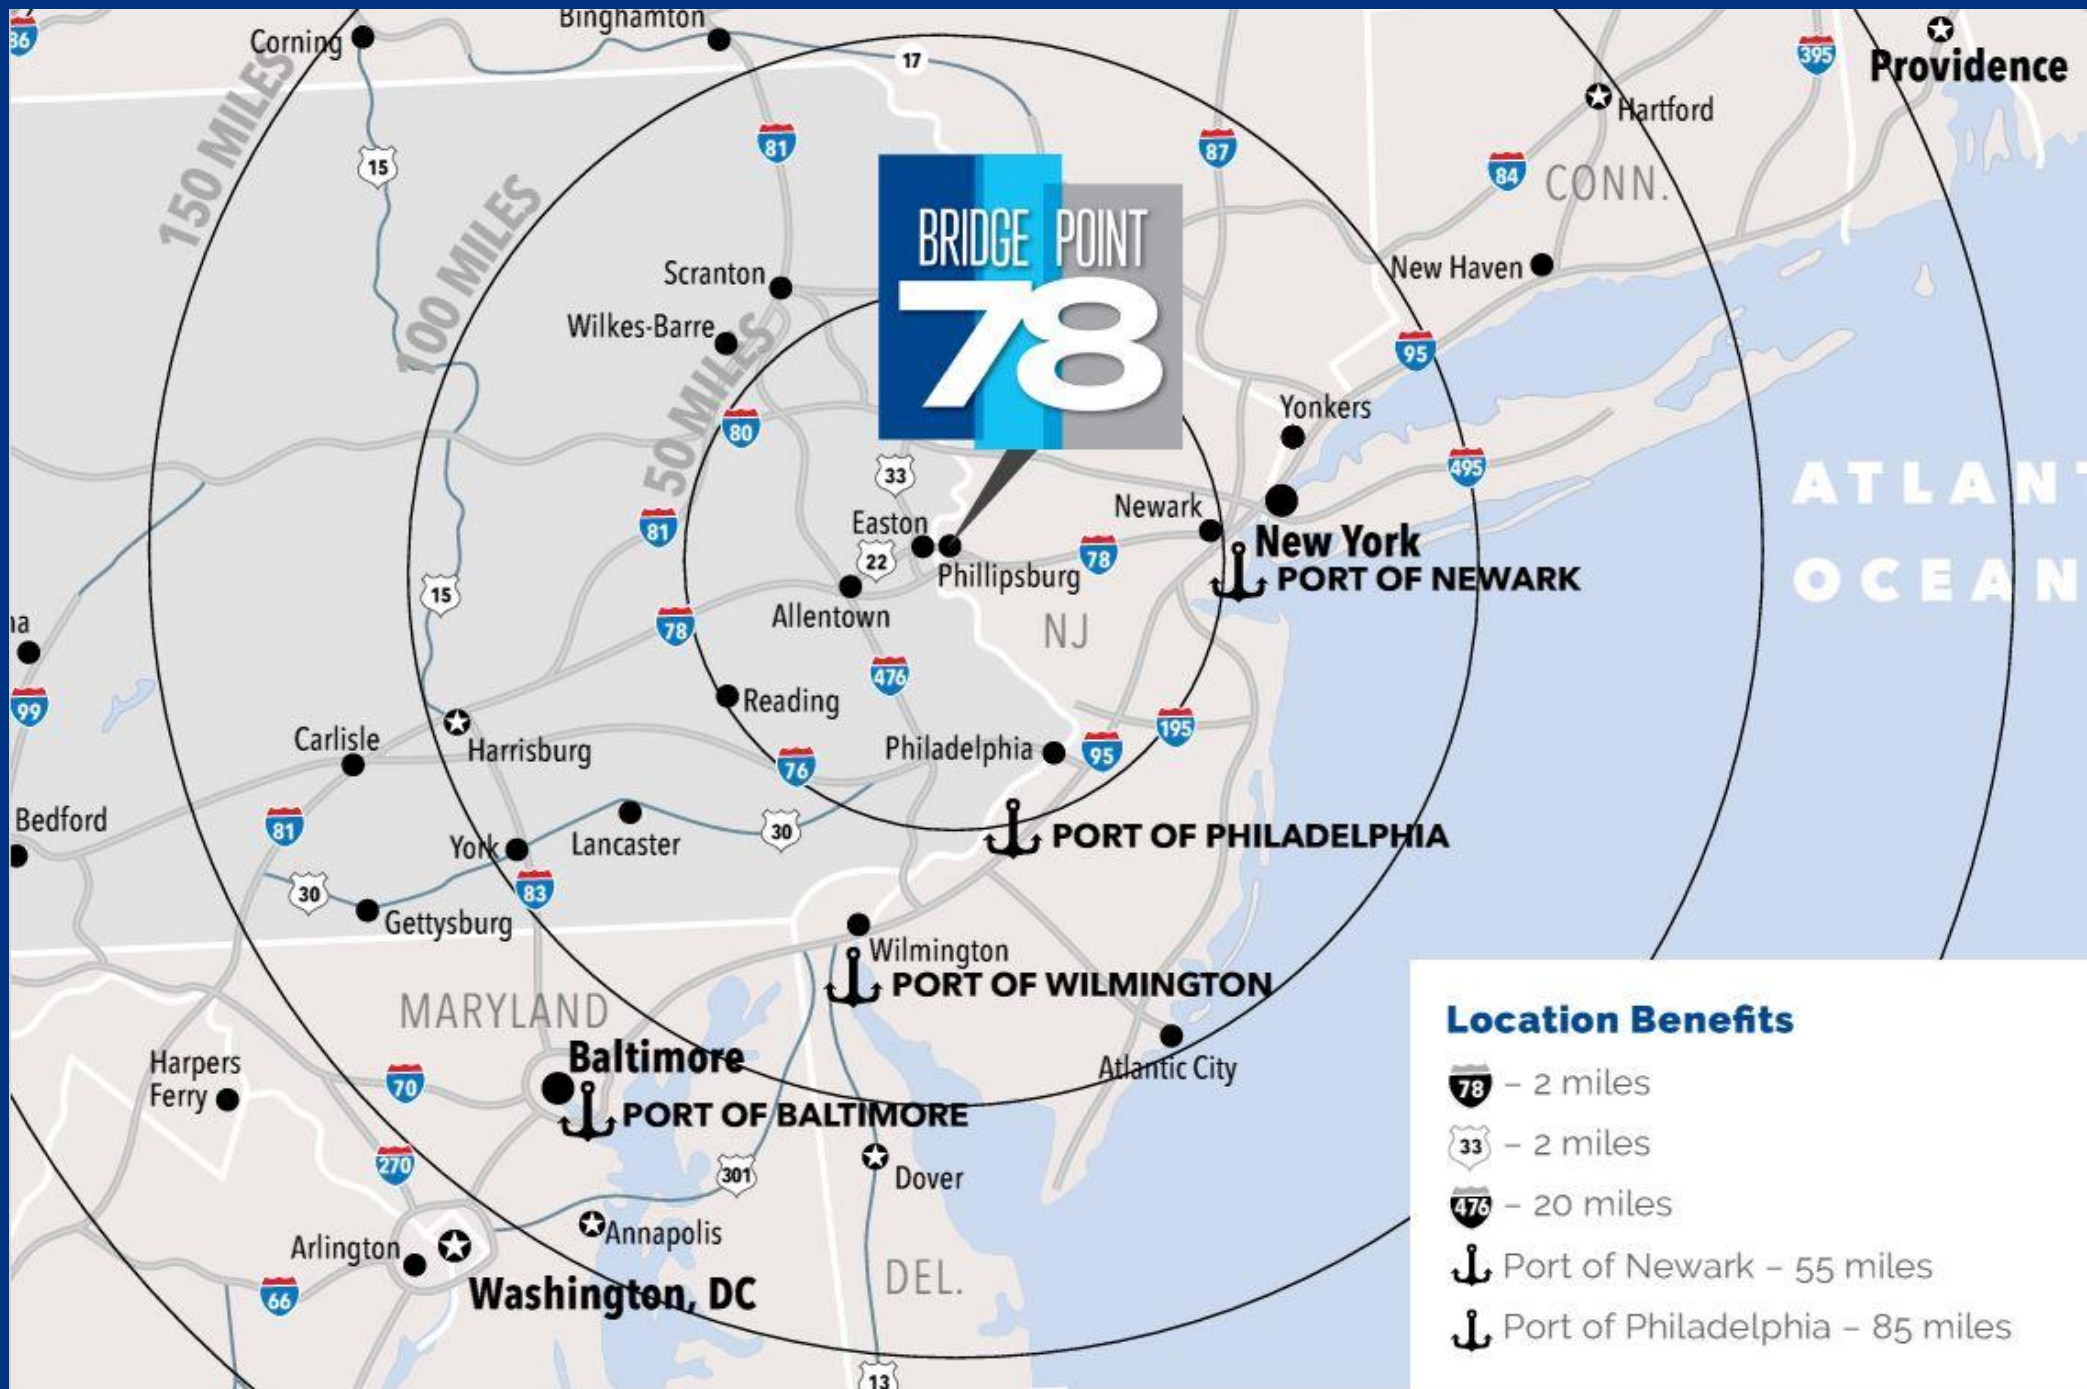 Binghamton
86
Corning
17
395
Providence
Hartford
150 MILES
15
81
87
84
CONN.
100 MILES
BRIDGE POINT
78
Scranton
New Haven
Wilkes-Barre
50 MILES
95
80
Yonkers
33
495
ATLANT
Easton
Newark
81
22
78
New York
Phillipsburg
PORT OF NEWARK
OCEAN
15
Allentown
78
NJ
na
476
99
Reading
Harrisburg
195
Carlisle
Philadelphia
95
76
Bedford
81
30
PORT OF PHILADELPHIA
York
Lancaster
30
83
Gettysburg
Wilmington
PORT OF WILMINGTON
MARYLAND
Baltimore
Harpers
Ferry
70
Atlantic City
PORT OF BALTIMORE
270
301
Dover
Annapolis
Arlington
66
Washington, DC
DEL.
13
Location Benefits
78 – 2 miles
33 – 2 miles
476 – 20 miles
Port of Newark – 55 miles
Port of Philadelphia – 85 miles